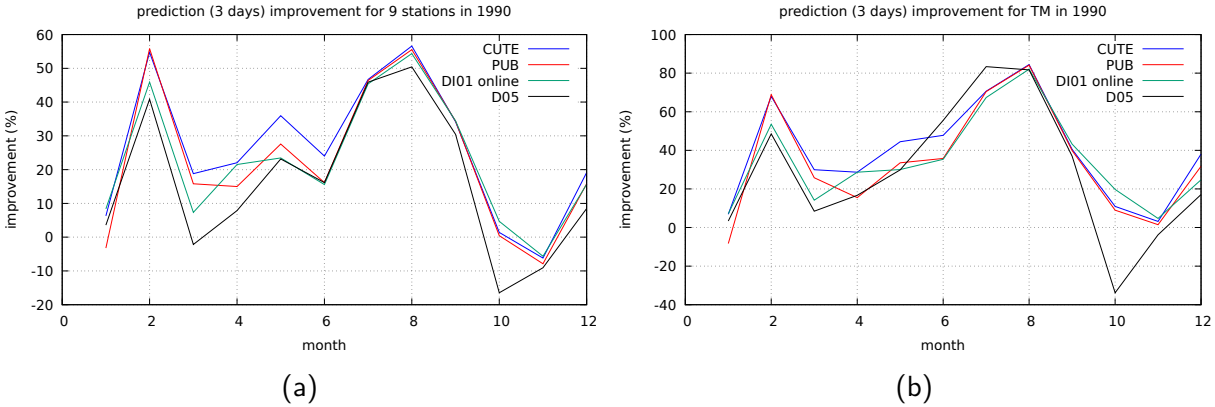 prediction (3 days) improvement for 9 stations in 1990
60
50
40
30
20
10
0
-10
-20
0 2 4 6 8 10 12
improvement (%)
month
CUTE
PUB
DI01 online
D05
(a)
prediction (3 days) improvement for TM in 1990
100
80
60
40
20
0
-20
-40
0 2 4 6 8 10 12
improvement (%)
month
CUTE
PUB
DI01 online
D05
(b)